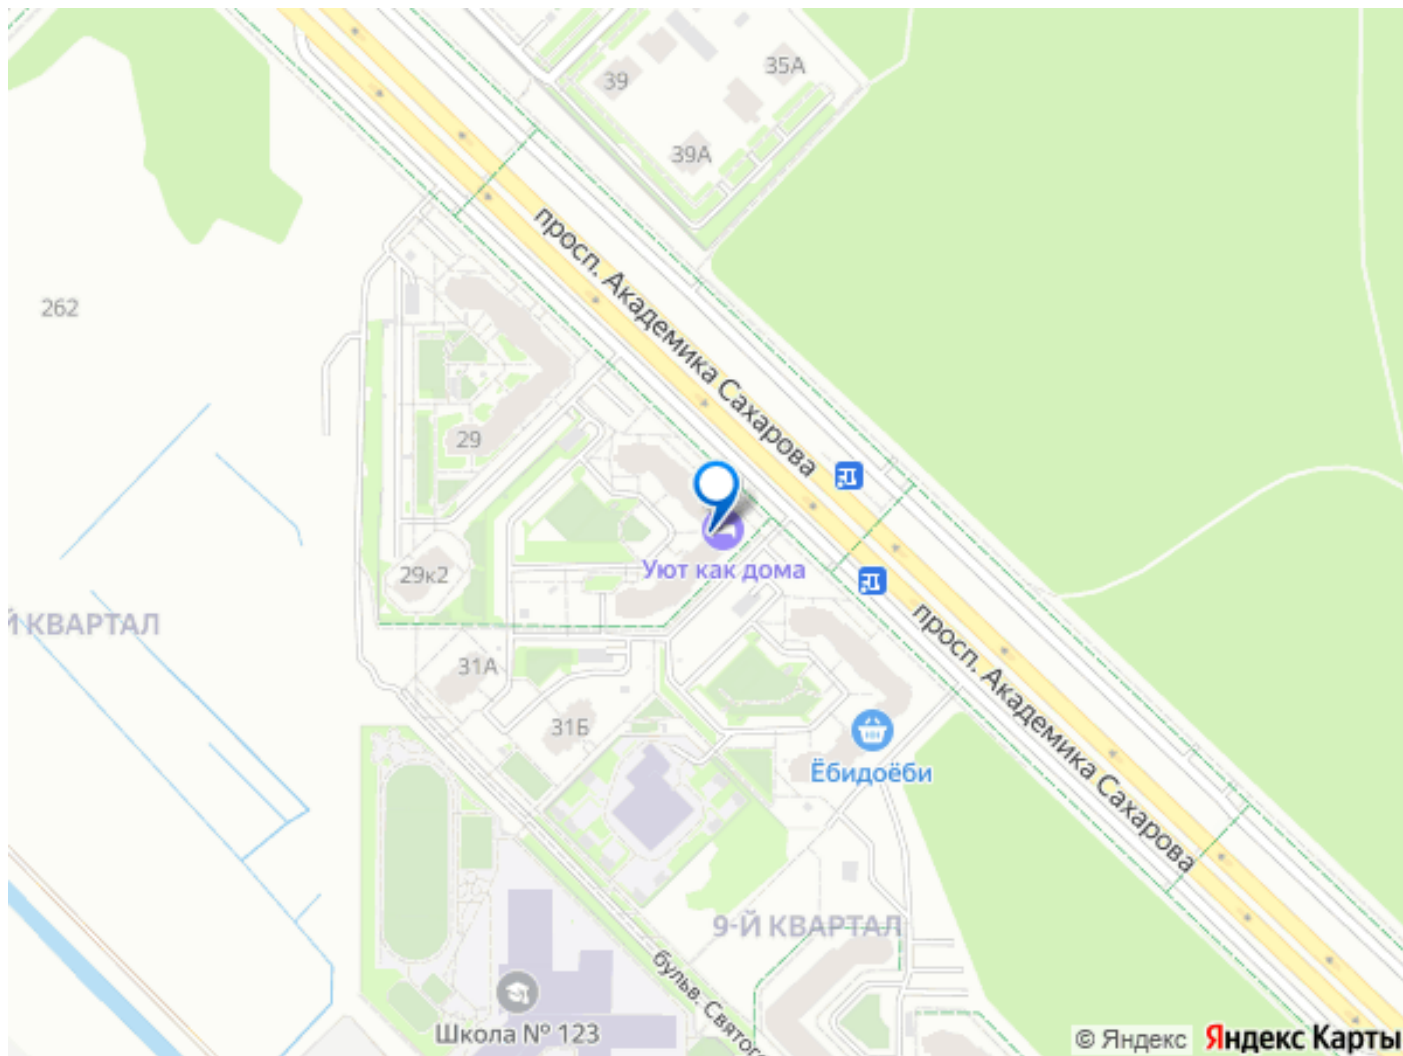 39
35А
39А
просп. Академика Сахарова
262
29
Уют как дома
29к2
Й КВАРТАЛ
31А
31Б
просп. Академика Сахарова
Ёбидоёби
9-Й КВАРТАЛ
бульв. Святого
Школа № 123
© Яндекс Яндекс Карты